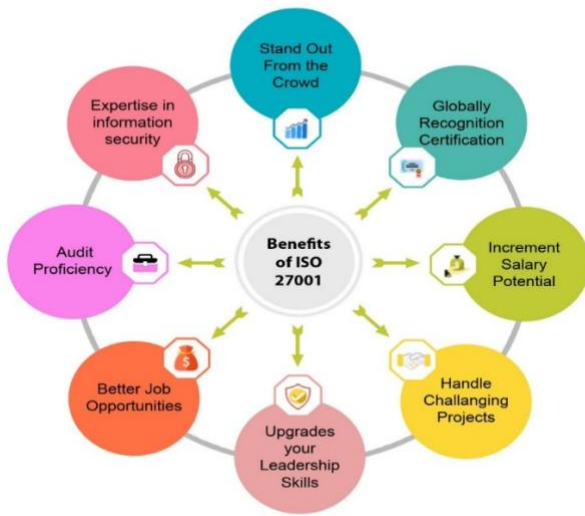 Stand Out
From the
Crowd
Globally
Recognition
Certification
Increment
Salary
Potential
Handle
Challanging
Projects
Upgrades
your
Leadership
Skills
Better Job
Opportunities
Audit
Proficiency
Expertise in
information
security
Benefits
of ISO
27001